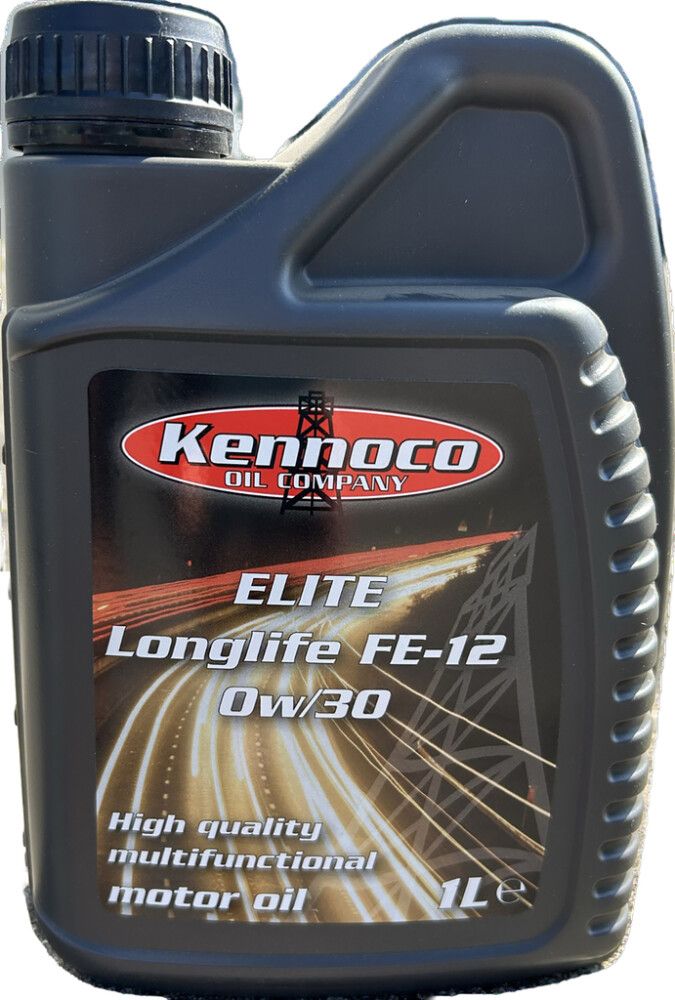 Kennoco
OIL COMPANY
ELITE
Longlife FE-12
0w/30
High quality
multifunctional
motor oil
1L ℮